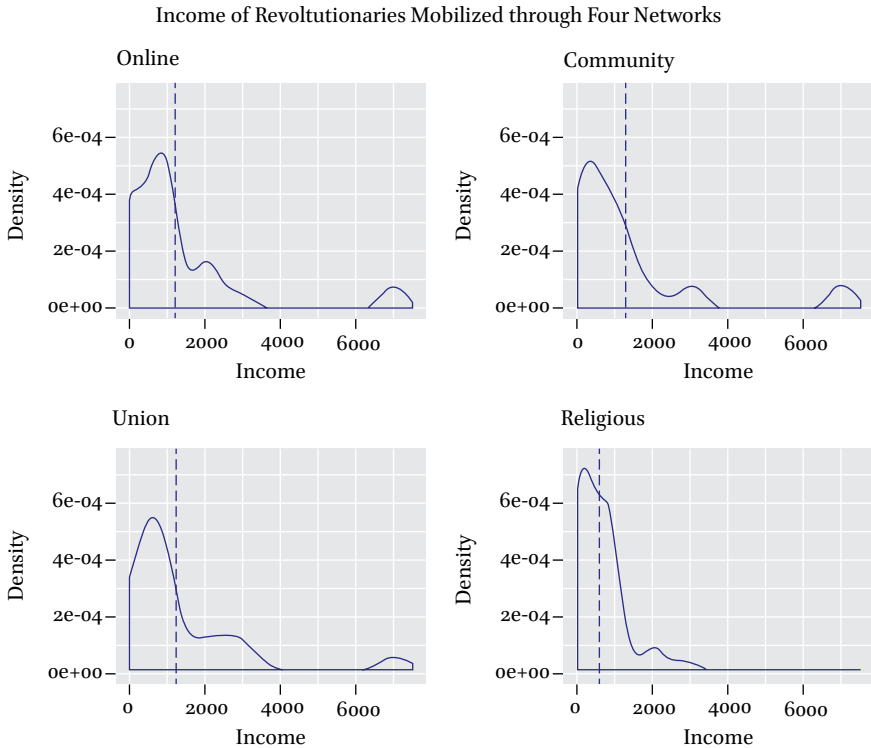 Income of Revoltutionaries Mobilized through Four Networks
Online
Density
6e-04
4e-04
2e-04
0e+00
0 2000 4000 6000
Income
Community
Density
6e-04
4e-04
2e-04
0e+00
0 2000 4000 6000
Income
Union
Density
6e-04
4e-04
2e-04
0e+00
0 2000 4000 6000
Income
Religious
Density
6e-04
4e-04
2e-04
0e+00
0 2000 4000 6000
Income